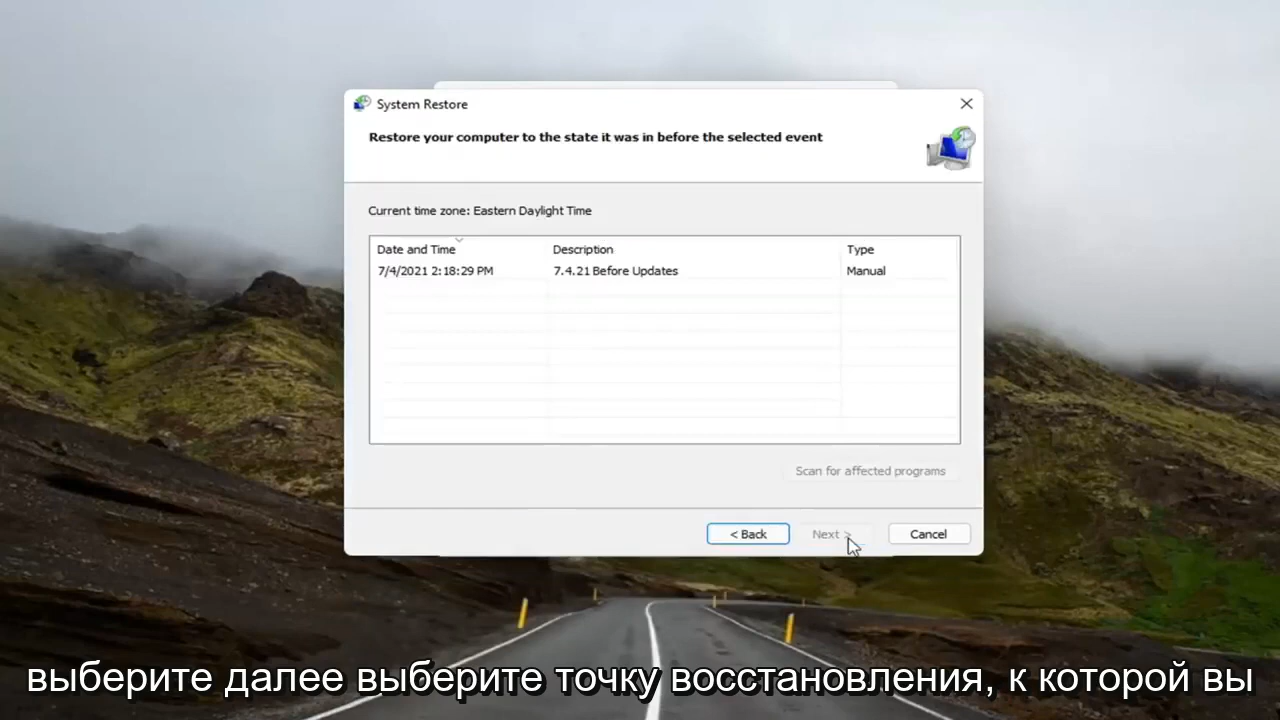 System Restore
Restore your computer to the state it was in before the selected event
Current time zone: Eastern Daylight Time
Date and Time Description Type
7/4/2021 2:18:29 PM 7.4.21 Before Updates Manual
Scan for affected programs
< Back Next > Cancel
выберите далее выберите точку восстановления, к которой вы